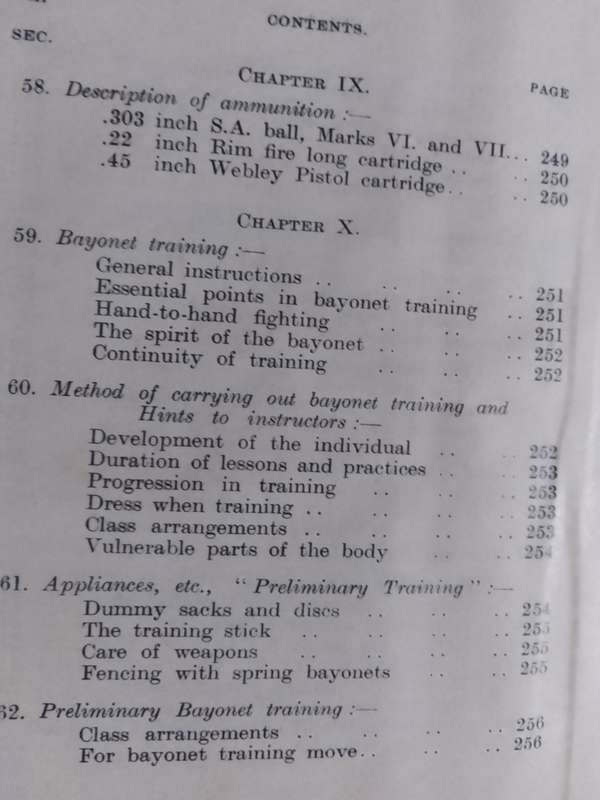 CONTENTS.
SEC.
CHAPTER IX.
PAGE
58. Description of ammunition :—
.303 inch S.A. ball, Marks VI. and VII... 249
.22 inch Rim fire long cartridge .. .. 250
.45 inch Webley Pistol cartridge.. .. 250
CHAPTER X.
59. Bayonet training :—
General instructions .. .. .. .. 251
Essential points in bayonet training .. 251
Hand-to-hand fighting .. .. .. 251
The spirit of the bayonet .. .. .. 252
Continuity of training .. .. .. 252
60. Method of carrying out bayonet training and
Hints to instructors :—
Development of the individual .. .. 252
Duration of lessons and practices .. .. 253
Progression in training .. .. .. 253
Dress when training .. .. .. .. 253
Class arrangements .. .. .. .. 253
Vulnerable parts of the body .. .. 254
61. Appliances, etc., "Preliminary Training" :—
Dummy sacks and discs .. .. .. 254
The training stick .. .. .. .. 255
Care of weapons .. .. .. .. 255
Fencing with spring bayonets .. .. 255
62. Preliminary Bayonet training :—
Class arrangements .. .. .. .. 256
For bayonet training move.. .. .. 256